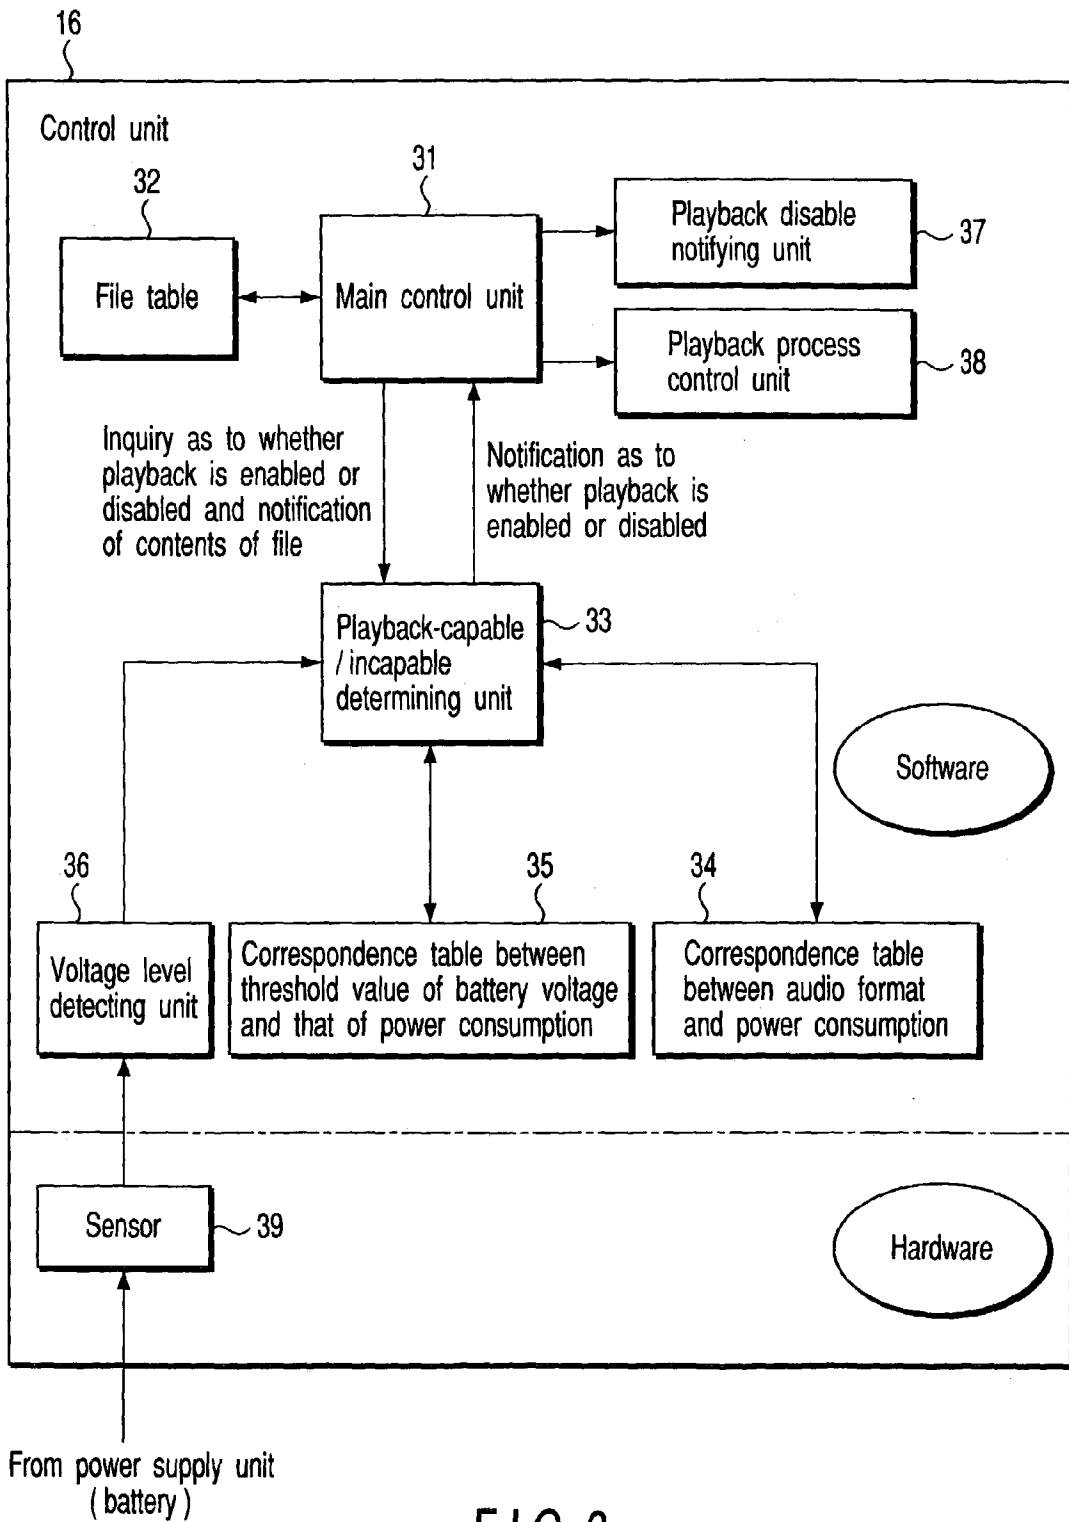 16
Control unit
31
32
Playback disable
notifying unit
37
File table
Main control unit
Playback process
control unit
38
Inquiry as to whether
playback is enabled or
disabled and notification
of contents of file
Notification as to
whether playback is
enabled or disabled
Playback-capable
/incapable
determining unit
33
Software
36
35
34
Voltage level
detecting unit
Correspondence table between
threshold value of battery voltage
and that of power consumption
Correspondence table
between audio format
and power consumption
Sensor
39
Hardware
From power supply unit
(battery)